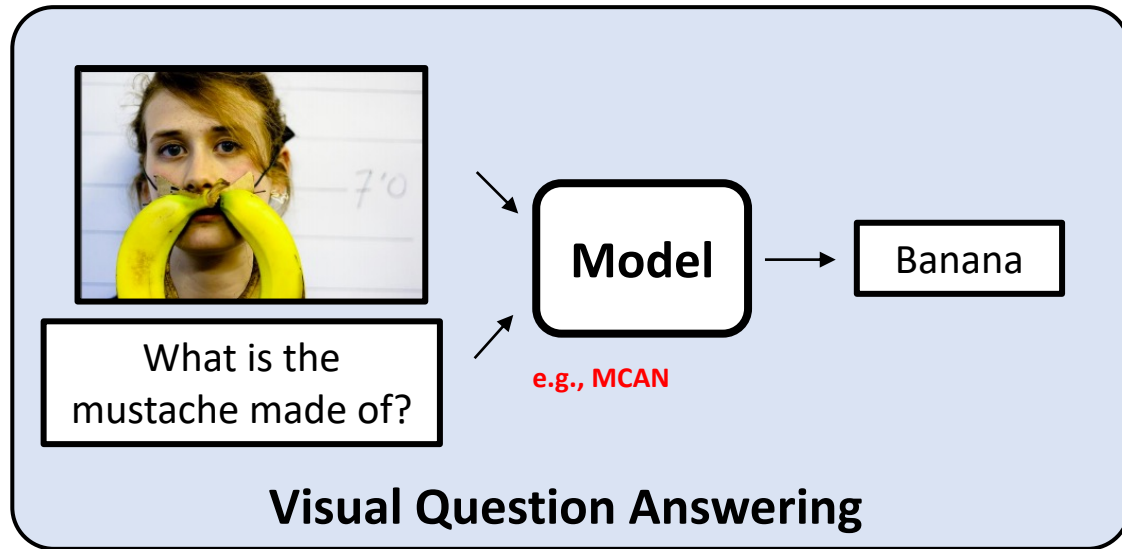 7'0
What is the
mustache made of?
Model
e.g., MCAN
Banana
Visual Question Answering